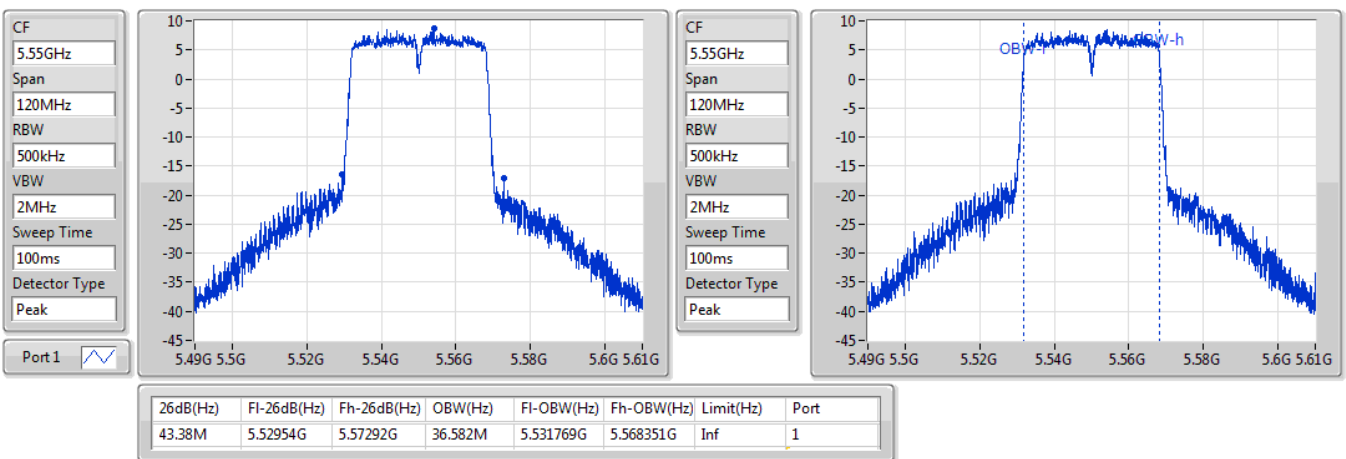 CF
5.55GHz
Span
120MHz
RBW
500kHz
VBW
2MHz
Sweep Time
100ms
Detector Type
Peak
Port 1
10
5
0
-5
-10
-15
-20
-25
-30
-35
-40
-45
5.49G 5.5G 5.52G 5.54G 5.56G 5.58G 5.6G 5.61G
CF
5.55GHz
Span
120MHz
RBW
500kHz
VBW
2MHz
Sweep Time
100ms
Detector Type
Peak
10
5
0
-5
-10
-15
-20
-25
-30
-35
-40
-45
5.49G 5.5G 5.52G 5.54G 5.56G 5.58G 5.6G 5.61G
26dB(Hz) Fl-26dB(Hz) Fh-26dB(Hz) OBW(Hz) Fl-OBW(Hz) Fh-OBW(Hz) Limit(Hz) Port
43.38M 5.52954G 5.57292G 36.582M 5.531769G 5.568351G Inf 1